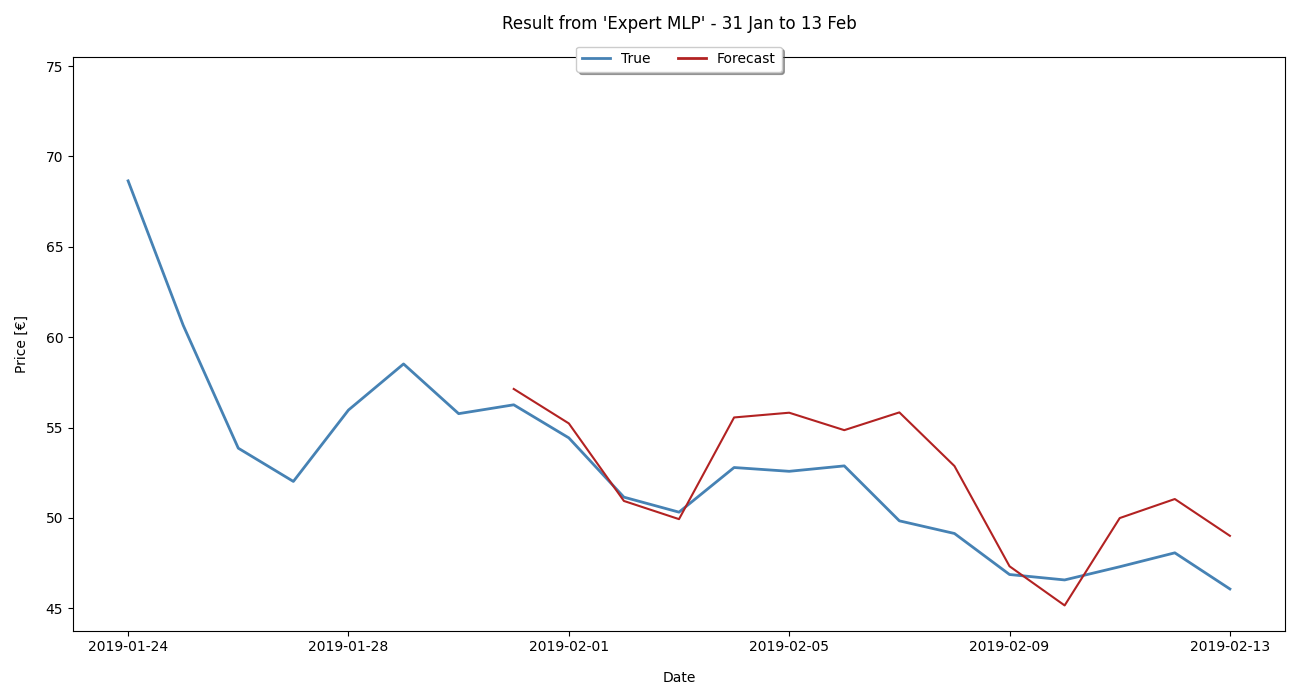 Result from 'Expert MLP' - 31 Jan to 13 Feb
True Forecast
75
70
65
60
55
50
45
Price [€]
2019-01-24 2019-01-28 2019-02-01 2019-02-05 2019-02-09 2019-02-13
Date